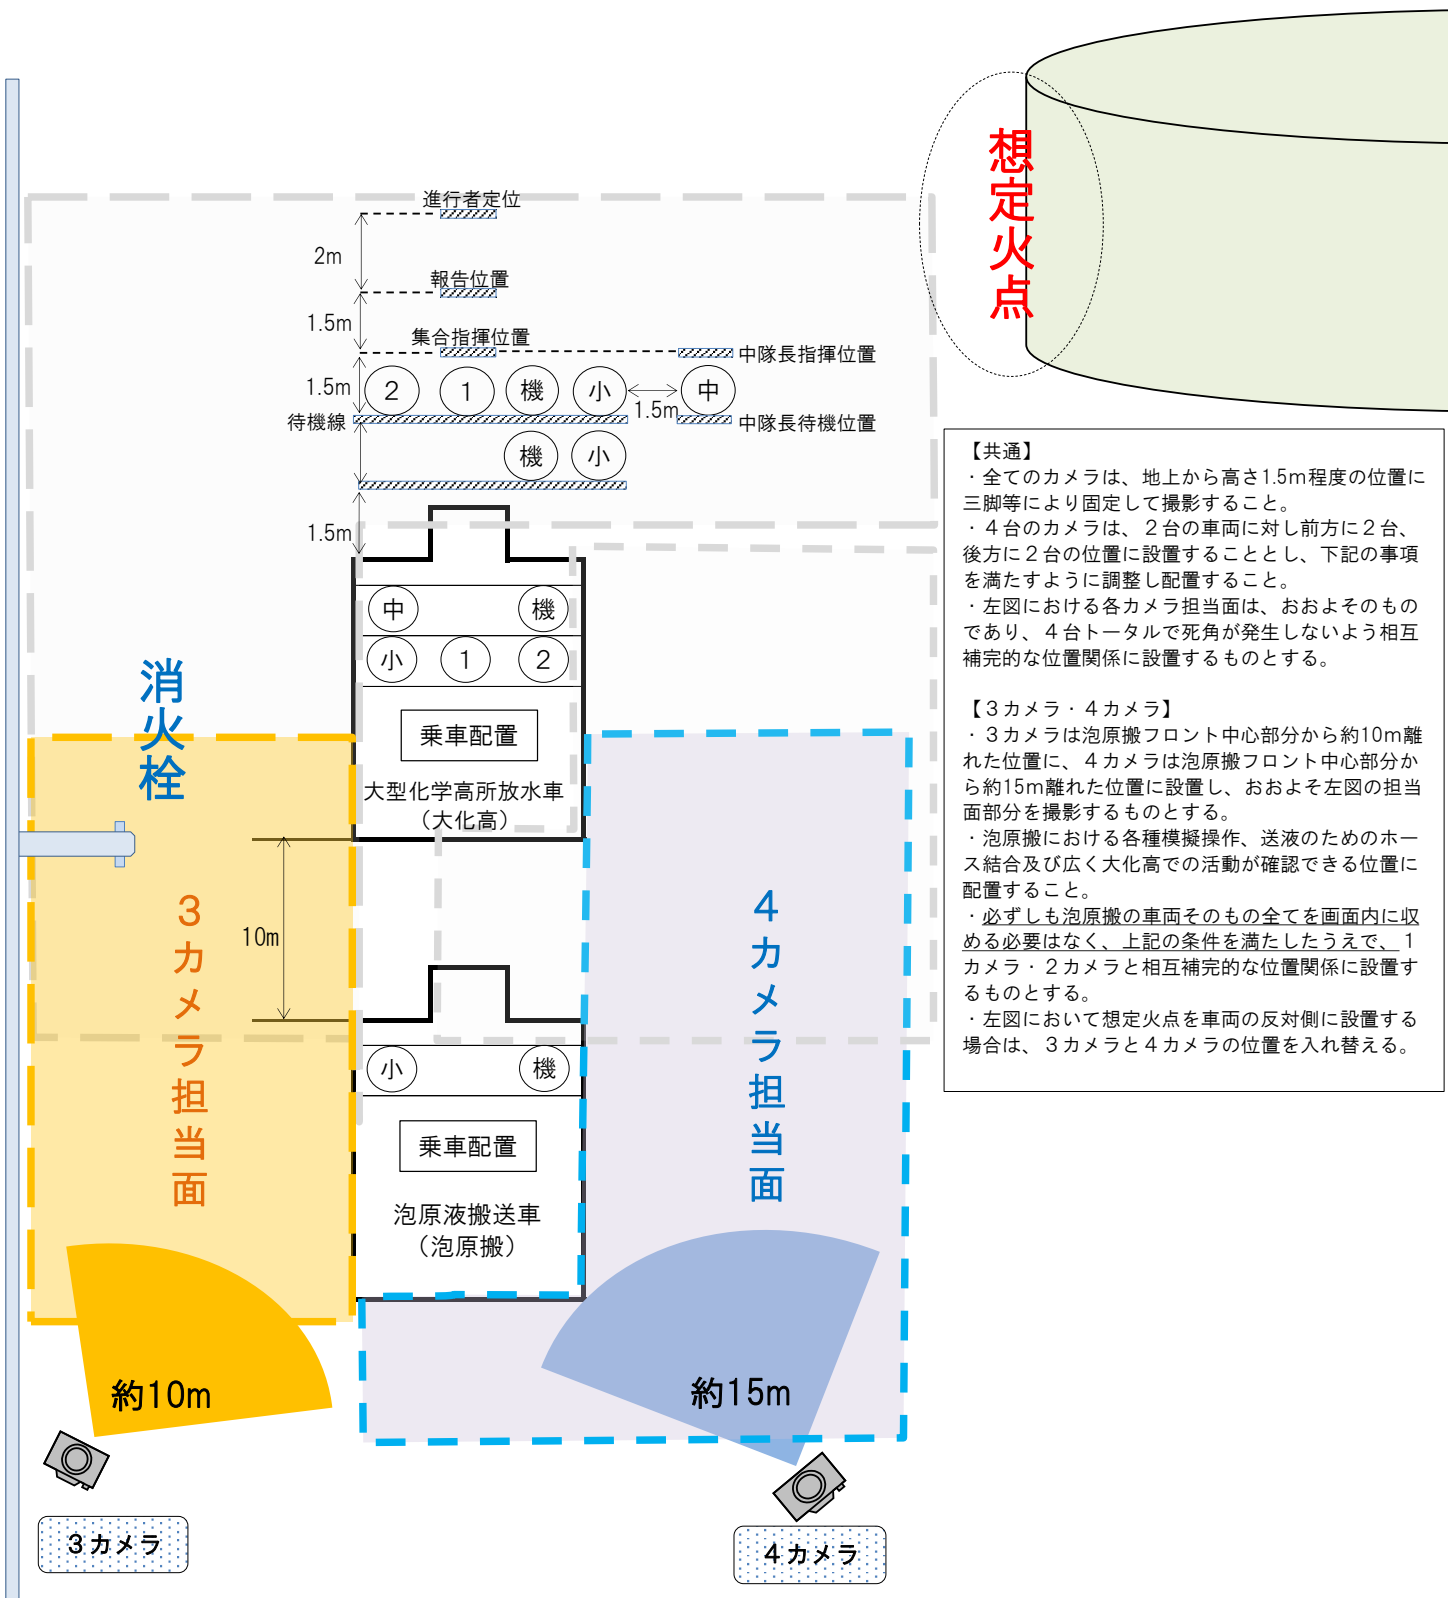 想定火点
進行者定位
2m
報告位置
1.5m
集合指揮位置
中隊長指揮位置
1.5m
2
1
機
小
1.5m
中
待機線
中隊長待機位置
機
小
1.5m
【共通】
・全てのカメラは、地上から高さ1.5m程度の位置に
三脚等により固定して撮影すること。
・４台のカメラは、２台の車両に対し前方に２台、
後方に２台の位置に設置することとし、下記の事項
を満たすように調整し配置すること。
・左図における各カメラ担当面は、おおよそのもの
であり、４台トータルで死角が発生しないよう相互
補完的な位置関係に設置するものとする。
【３カメラ・４カメラ】
・３カメラは泡原搬フロント中心部分から約10m離
れた位置に、４カメラは泡原搬フロント中心部分か
ら約15m離れた位置に設置し、おおよそ左図の担当
面部分を撮影するものとする。
・泡原搬における各種模擬操作、送液のためのホー
ス結合及び広く大化高での活動が確認できる位置に
配置すること。
・必ずしも泡原搬の車両そのもの全てを画面内に収
める必要はなく、上記の条件を満たしたうえで、１
カメラ・２カメラと相互補完的な位置関係に設置す
るものとする。
・左図において想定火点を車両の反対側に設置する
場合は、３カメラと４カメラの位置を入れ替える。
中
機
小
1
2
乗車配置
大型化学高所放水車
（大化高）
消火栓
10m
３カメラ担当面
４カメラ担当面
小
機
乗車配置
泡原液搬送車
（泡原搬）
約10m
約15m
３カメラ
４カメラ